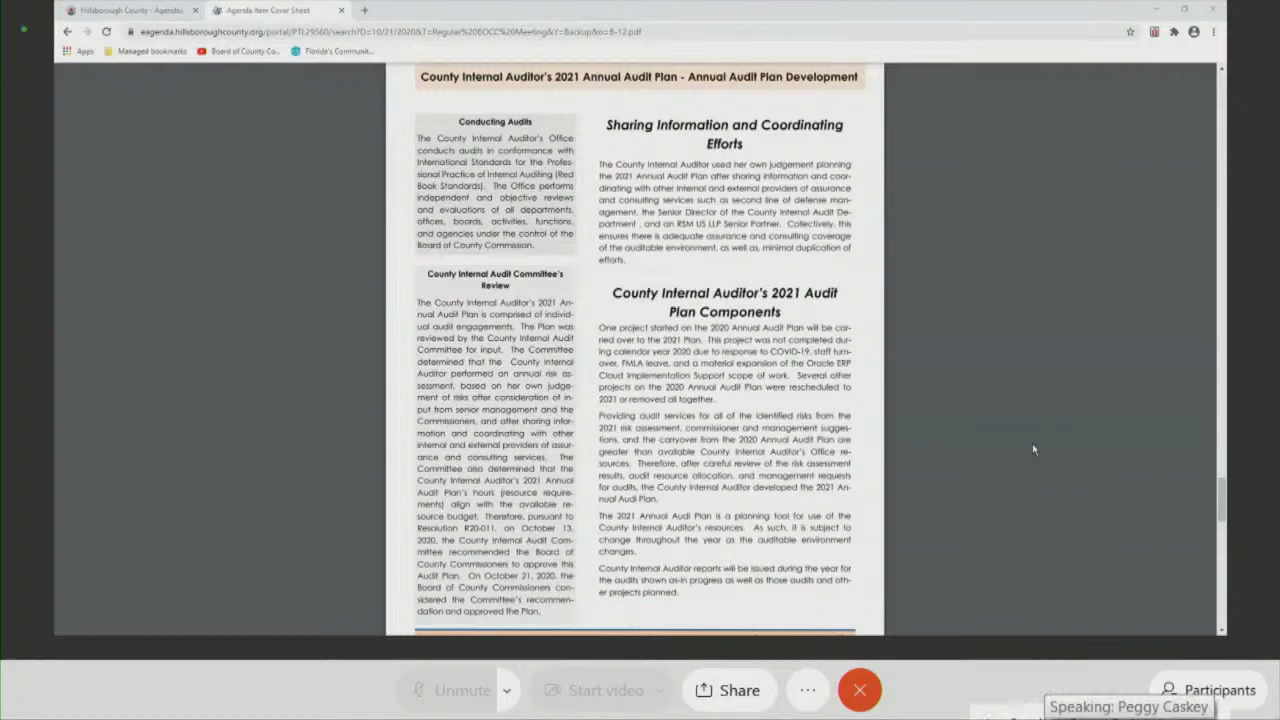 Hillsborough County - Agendas
Agenda Item Cover Sheet
eagenda.hillsboroughcounty.org/portal/PTL29560/search?D=10/21/2020&T=Regular%20BOCC%20Meeting&Y=Backup&o=B-12.pdf
Apps
Managed bookmarks
Board of County Co...
Florida's Communit...
County Internal Auditor's 2021 Annual Audit Plan - Annual Audit Plan Development
Conducting Audits
The County Internal Auditor's Office
conducts audits in conformance with
International Standards for the Profes-
sional Practice of Internal Auditing (Red
Book Standards). The Office performs
independent and objective reviews
and evaluations of all departments,
offices, boards, activities, functions,
and agencies under the control of the
Board of County Commission.
County Internal Audit Committee's
Review
The County Internal Auditor's 2021 An-
nual Audit Plan is comprised of individ-
ual audit engagements. The Plan was
reviewed by the County Internal Audit
Committee for input. The Committee
determined that the County Internal
Auditor performed an annual risk as-
sessment, based on her own judge-
ment of risks after consideration of in-
put from senior management and the
Commissioners, and after sharing infor-
mation and coordinating with other
internal and external providers of assur-
ance and consulting services. The
Committee also determined that the
County Internal Auditor's 2021 Annual
Audit Plan's hours (resource require-
ments) align with the available re-
source budget. Therefore, pursuant to
Resolution R20-011, on October 13,
2020, the County Internal Audit Com-
mittee recommended the Board of
County Commissioners to approve this
Audit Plan. On October 21, 2020, the
Board of County Commissioners con-
sidered the Committee's recommen-
dation and approved the Plan.
Sharing Information and Coordinating
Efforts
The County Internal Auditor used her own judgement planning
the 2021 Annual Audit Plan after sharing information and coor-
dinating with other internal and external providers of assurance
and consulting services such as second line of defense man-
agement, the Senior Director of the County Internal Audit De-
partment , and an RSM US LLP Senior Partner. Collectively, this
ensures there is adequate assurance and consulting coverage
of the auditable environment, as well as, minimal duplication of
efforts.
County Internal Auditor's 2021 Audit
Plan Components
One project started on the 2020 Annual Audit Plan will be car-
ried over to the 2021 Plan. This project was not completed dur-
ing calendar year 2020 due to response to COVID-19, staff turn-
over, FMLA leave, and a material expansion of the Oracle ERP
Cloud Implementation Support scope of work. Several other
projects on the 2020 Annual Audit Plan were rescheduled to
2021 or removed all together.
Providing audit services for all of the identified risks from the
2021 risk assessment, commissioner and management sugges-
tions, and the carryover from the 2020 Annual Audit Plan are
greater than available County Internal Auditor's Office re-
sources. Therefore, after careful review of the risk assessment
results, audit resource allocation, and management requests
for audits, the County Internal Auditor developed the 2021 An-
nual Audi Plan.
The 2021 Annual Audi Plan is a planning tool for use of the
County Internal Auditor's resources. As such, it is subject to
change throughout the year as the auditable environment
changes.
County Internal Auditor reports will be issued during the year for
the audits shown as-in progress as well as those audits and oth-
er projects planned.
Unmute
Start video
Share
Participants
Speaking: Peggy Caskey